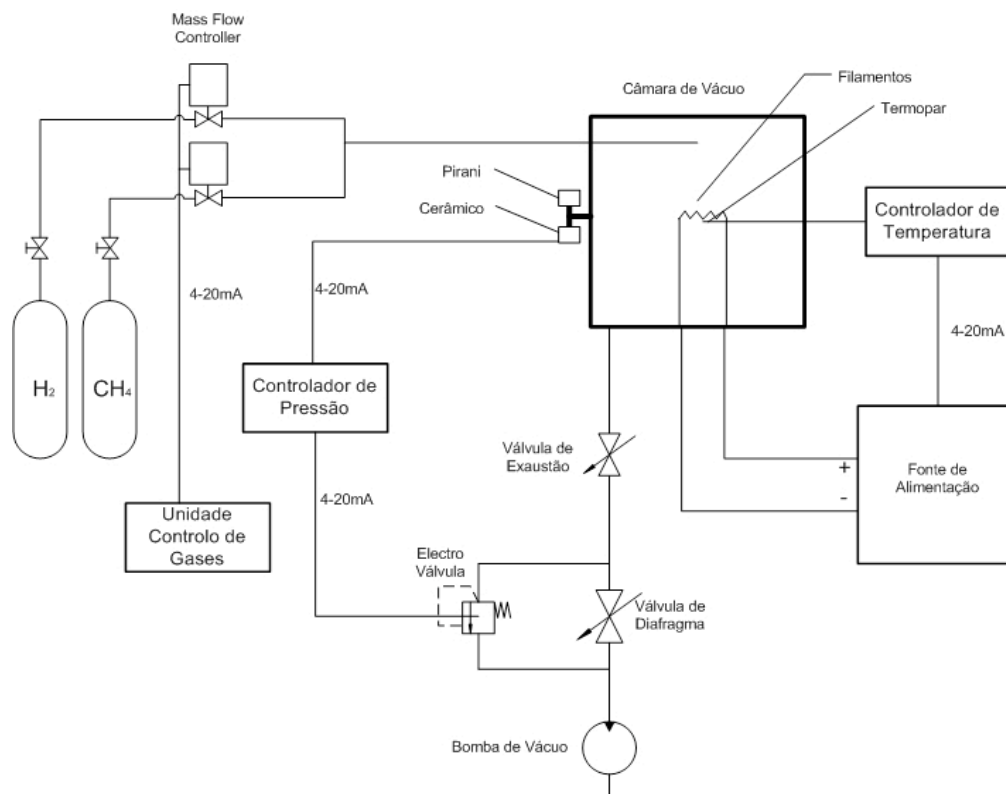 Mass Flow
Controller
Filamentos
Câmara de Vácuo
Termopar
Pirani
Cerâmico
Controlador de
Temperatura
4-20mA
4-20mA
4-20mA
H₂
CH₄
Controlador de
Pressão
Válvula de
Exaustão
+
-
Fonte de
Alimentação
4-20mA
Unidade
Controlo de
Gases
Electro
Válvula
Válvula de
Diafragma
Bomba de Vácuo